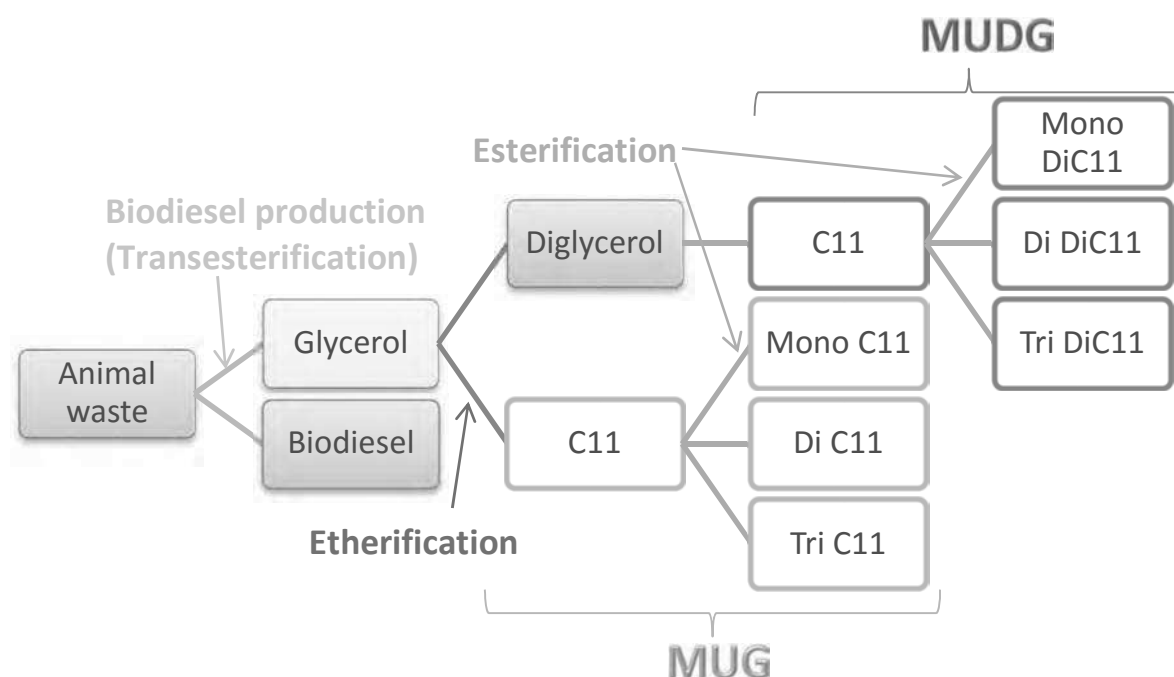 MUDG
Mono
DiC11
Esterification
Biodiesel production
(Transesterification)
Diglycerol
C11
Di DiC11
Glycerol
Mono C11
Tri DiC11
Animal
waste
Biodiesel
C11
Di C11
Etherification
Tri C11
MUG